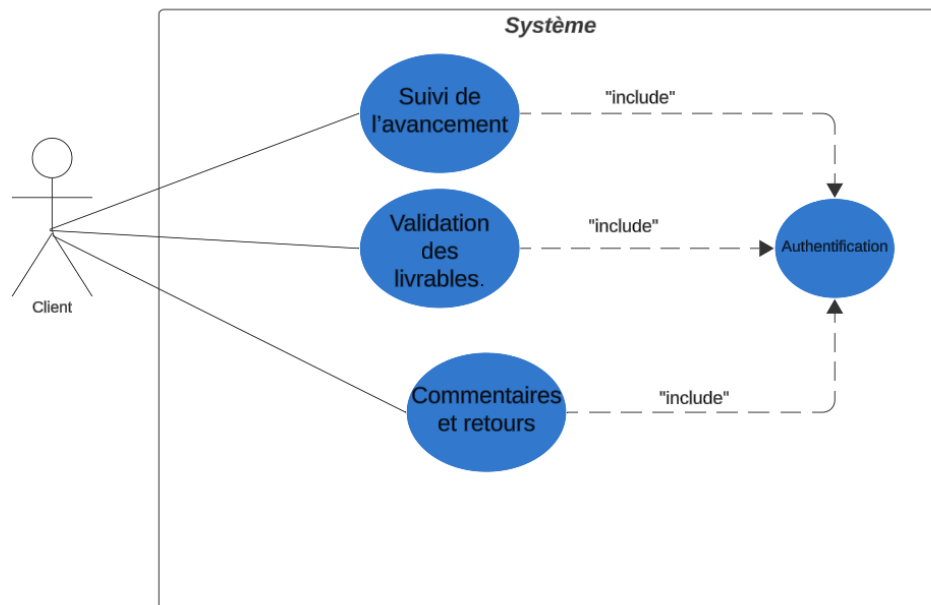 Système
Suivi de
l'avancement
"include"
Validation
des
livrables.
"include"
Authentification
Client
Commentaires
et retours
"include"